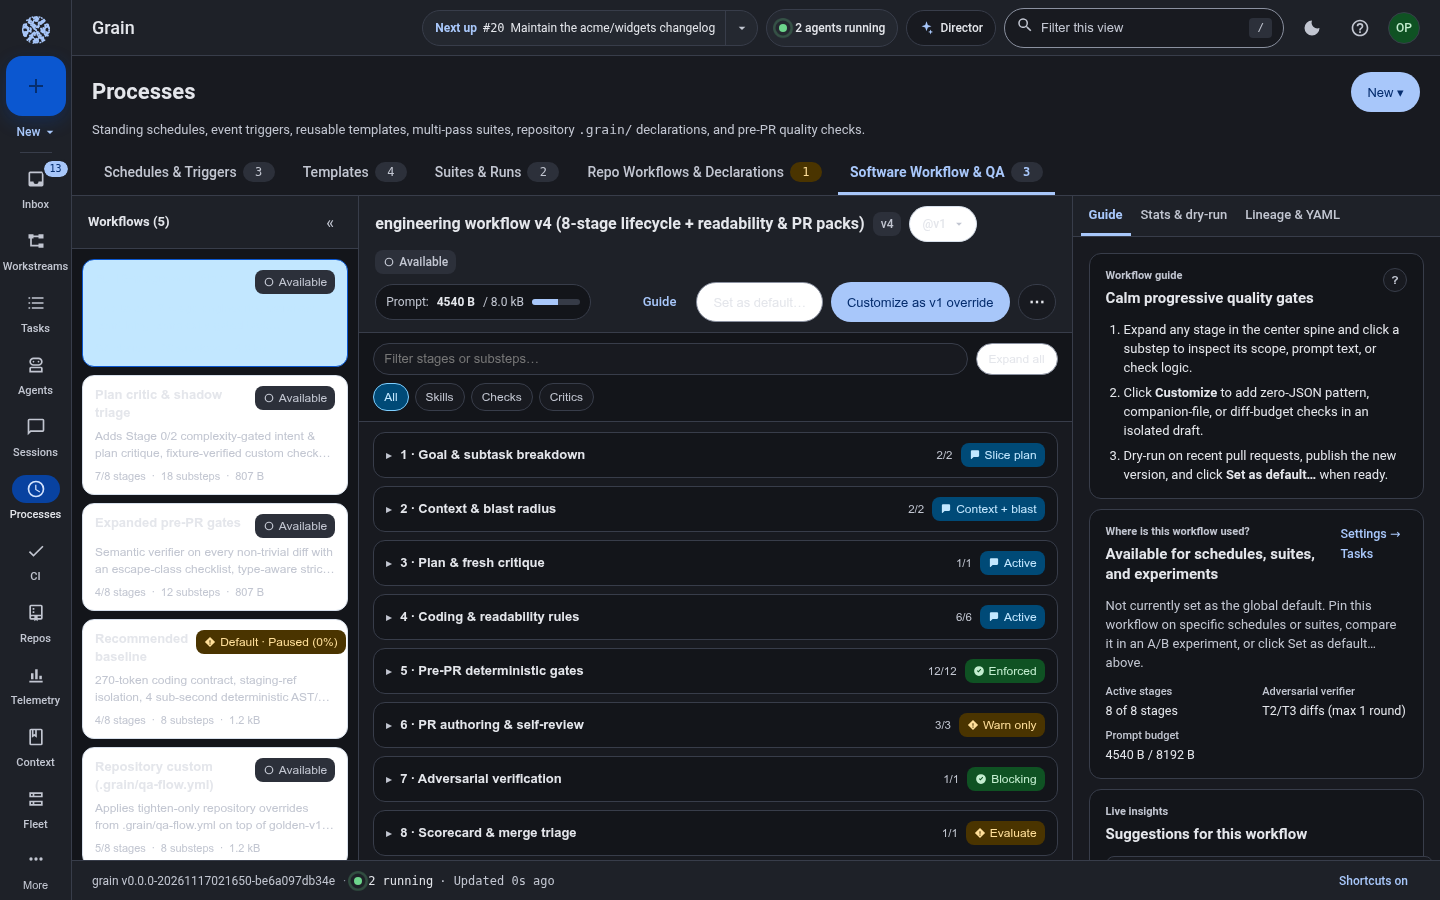 Grain
Next up #20 Maintain the acme/widgets changelog
2 agents running
Director
Filter this view
/
OP
New
13
Inbox
Workstreams
Tasks
Agents
Sessions
Processes
CI
Repos
Telemetry
Context
Fleet
More
Processes
New ▾
Standing schedules, event triggers, reusable templates, multi-pass suites, repository .grain/ declarations, and pre-PR quality checks.
Schedules & Triggers 3
Templates 4
Suites & Runs 2
Repo Workflows & Declarations 1
Software Workflow & QA 3
Workflows (5)
«
Available
Plan critic & shadow
triage
Available
Adds Stage 0/2 complexity-gated intent &
plan critique, fixture-verified custom check…
7/8 stages · 18 substeps · 807 B
Expanded pre-PR gates
Available
Semantic verifier on every non-trivial diff with
an escape-class checklist, type-aware stric…
4/8 stages · 12 substeps · 807 B
Recommended
baseline
Default · Paused (0%)
270-token coding contract, staging-ref
isolation, 4 sub-second deterministic AST/…
4/8 stages · 8 substeps · 1.2 kB
Repository custom
(.grain/qa-flow.yml)
Available
Applies tighten-only repository overrides
from .grain/qa-flow.yml on top of golden-v1…
5/8 stages · 8 substeps · 1.2 kB
engineering workflow v4 (8-stage lifecycle + readability & PR packs)
v4
@v1
Available
Prompt: 4540 B / 8.0 kB
Guide
Set as default…
Customize as v1 override
Filter stages or substeps…
Expand all
All
Skills
Checks
Critics
1 · Goal & subtask breakdown 2/2 Slice plan
2 · Context & blast radius 2/2 Context + blast
3 · Plan & fresh critique 1/1 Active
4 · Coding & readability rules 6/6 Active
5 · Pre-PR deterministic gates 12/12 Enforced
6 · PR authoring & self-review 3/3 Warn only
7 · Adversarial verification 1/1 Blocking
8 · Scorecard & merge triage 1/1 Evaluate
Guide
Stats & dry-run
Lineage & YAML
Workflow guide
?
Calm progressive quality gates
1. Expand any stage in the center spine and click a
substep to inspect its scope, prompt text, or
check logic.
2. Click Customize to add zero-JSON pattern,
companion-file, or diff-budget checks in an
isolated draft.
3. Dry-run on recent pull requests, publish the new
version, and click Set as default… when ready.
Where is this workflow used?
Available for schedules, suites,
and experiments
Settings →
Tasks
Not currently set as the global default. Pin this
workflow on specific schedules or suites, compare
it in an A/B experiment, or click Set as default…
above.
Active stages
8 of 8 stages
Adversarial verifier
T2/T3 diffs (max 1 round)
Prompt budget
4540 B / 8192 B
Live insights
Suggestions for this workflow
grain v0.0.0-20261117021650-be6a097db34e · 2 running · Updated 0s ago
Shortcuts on